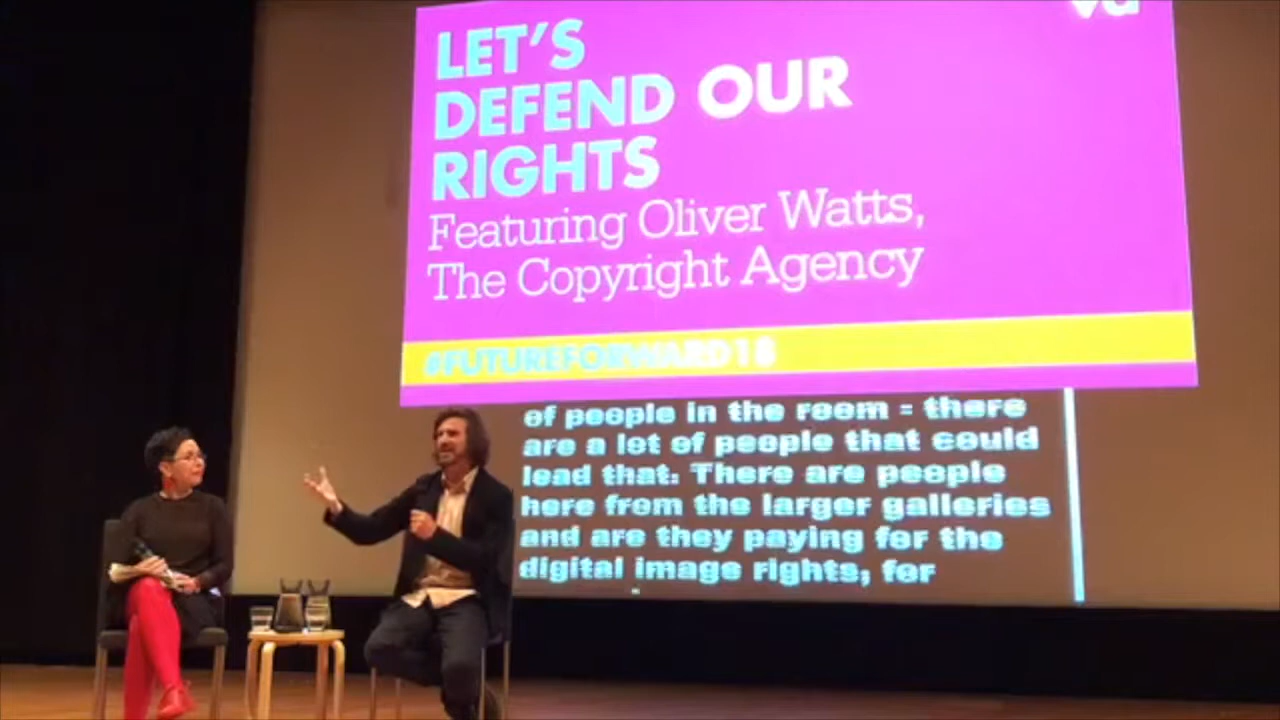 LET'S
DEFEND OUR
RIGHTS
Featuring Oliver Watts,
The Copyright Agency
#FUTUREFORWARD18
of people in the room - there
are a lot of people that could
lead that. There are people
here from the larger galleries
and are they paying for the
digital image rights, for